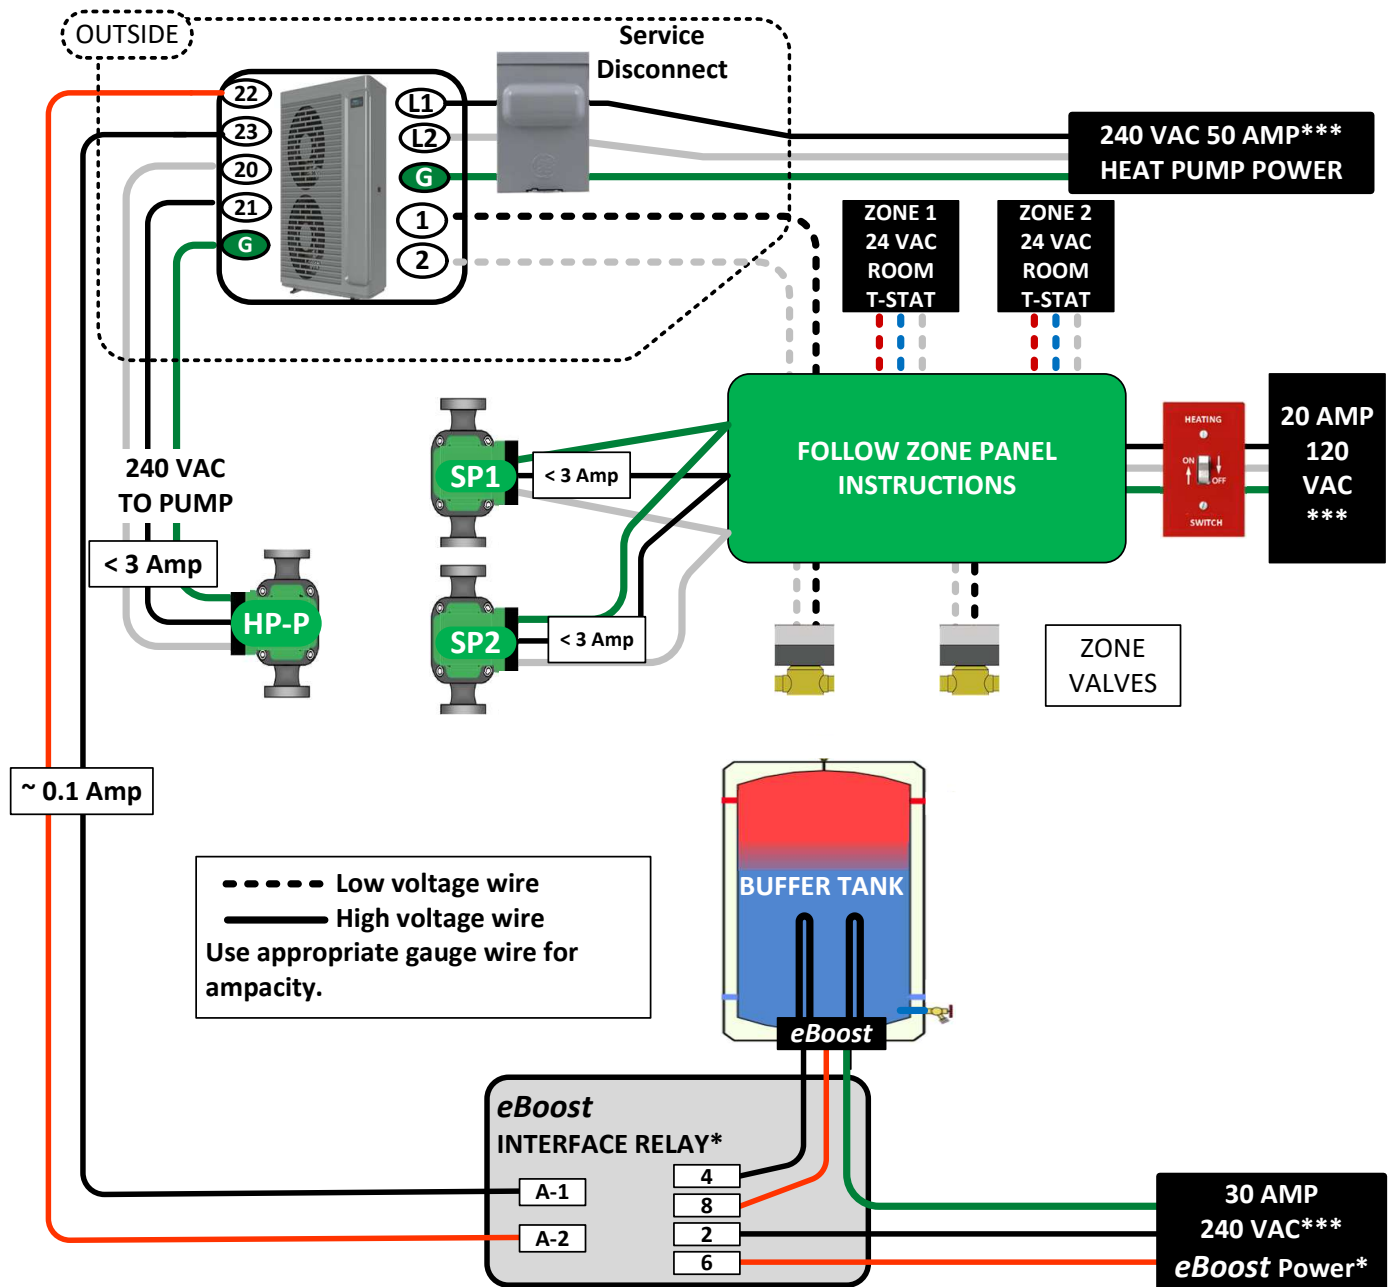 OUTSIDE
Service
Disconnect
22
23
20
21
G
L1
L2
G
1
2
240 VAC 50 AMP***
HEAT PUMP POWER
ZONE 1
24 VAC
ROOM
T-STAT
ZONE 2
24 VAC
ROOM
T-STAT
240 VAC
TO PUMP
< 3 Amp
HP-P
SP1
< 3 Amp
SP2
< 3 Amp
FOLLOW ZONE PANEL
INSTRUCTIONS
HEATING
ON
OFF
SWITCH
20 AMP
120
VAC
***
ZONE
VALVES
~ 0.1 Amp
Low voltage wire
High voltage wire
Use appropriate gauge wire for
ampacity.
BUFFER TANK
eBoost
eBoost
INTERFACE RELAY*
A-1
A-2
4
8
2
6
30 AMP
240 VAC***
eBoost Power*